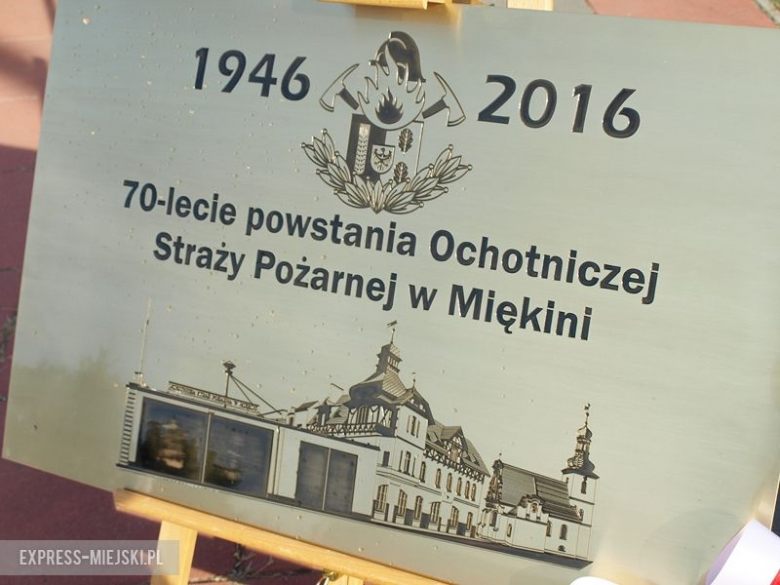 1946 2016
70-lecie powstania Ochotniczej
Straży Pożarnej w Miękini
EXPRESS-MIEJSKI.PL